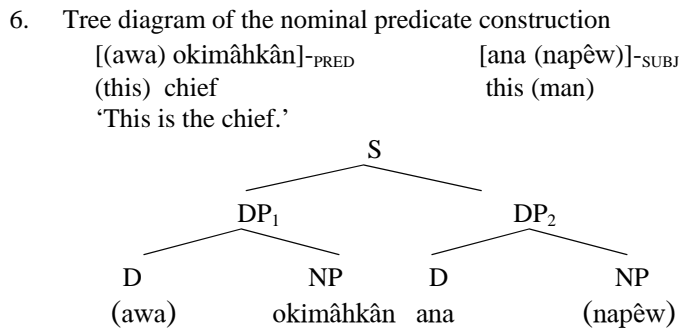 6. Tree diagram of the nominal predicate construction
[(awa) okimâhkân]-PRED [ana (napêw)]-SUBJ
(this) chief this (man)
‘This is the chief.’
S
DP1 DP2
D NP D NP
(awa) okimâhkân ana (napêw)